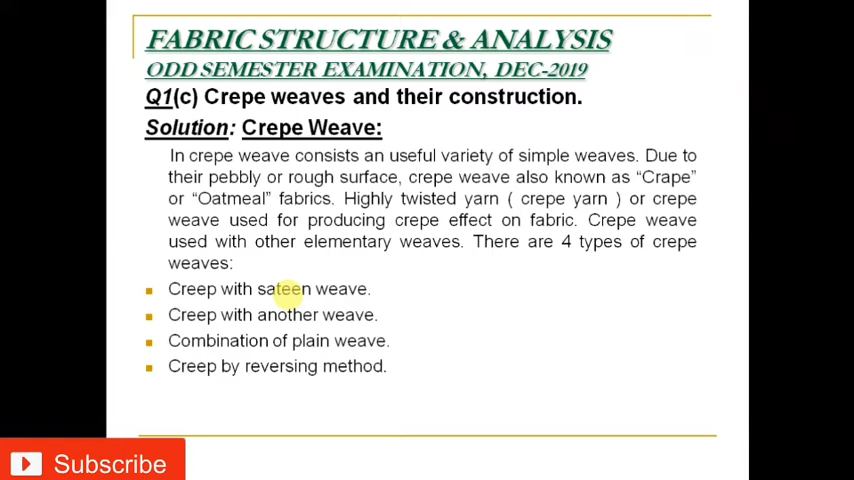 FABRIC STRUCTURE & ANALYSIS
ODD SEMESTER EXAMINATION, DEC-2019
Q1(c) Crepe weaves and their construction.
Solution: Crepe Weave:
In crepe weave consists an useful variety of simple weaves. Due to
their pebbly or rough surface, crepe weave also known as “Crape”
or “Oatmeal” fabrics. Highly twisted yarn ( crepe yarn ) or crepe
weave used for producing crepe effect on fabric. Crepe weave
used with other elementary weaves. There are 4 types of crepe
weaves:
Creep with sateen weave.
Creep with another weave.
Combination of plain weave.
Creep by reversing method.
Subscribe